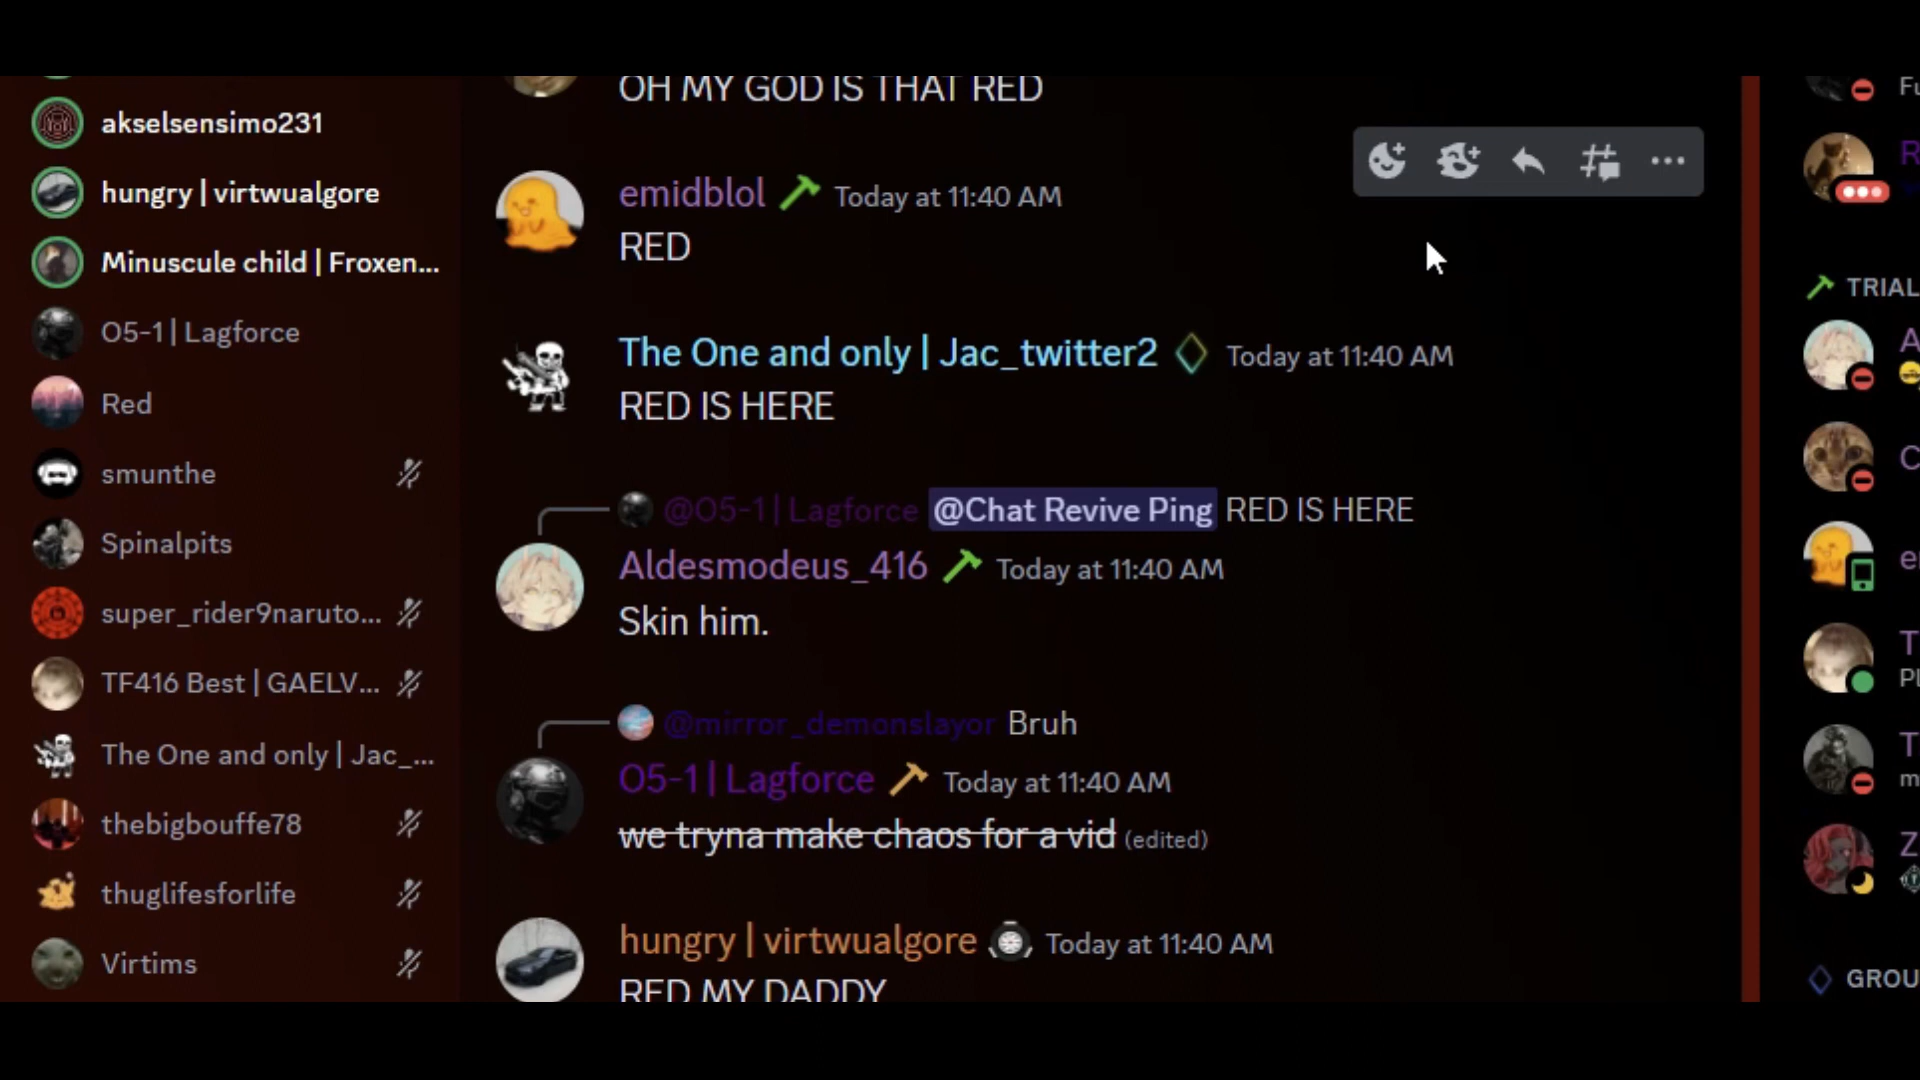 akselsensimo231
hungry | virtwualgore
Minuscule child | Froxen...
O5-1 | Lagforce
Red
smunthe
Spinalpits
super_rider9naruto...
TF416 Best | GAELV...
The One and only | Jac_...
thebigbouffe78
thuglifesforlife
Virtims
OH MY GOD IS THAT RED
emidblol Today at 11:40 AM
RED
The One and only | Jac_twitter2 Today at 11:40 AM
RED IS HERE
@O5-1 | Lagforce @Chat Revive Ping RED IS HERE
Aldesmodeus_416 Today at 11:40 AM
Skin him.
@mirror_demonslayor Bruh
O5-1 | Lagforce Today at 11:40 AM
we tryna make chaos for a vid (edited)
hungry | virtwualgore Today at 11:40 AM
RED MY DADDY
Fu
R
TRIAL
A
C
e
T
Pl
T
m
Z
GROU